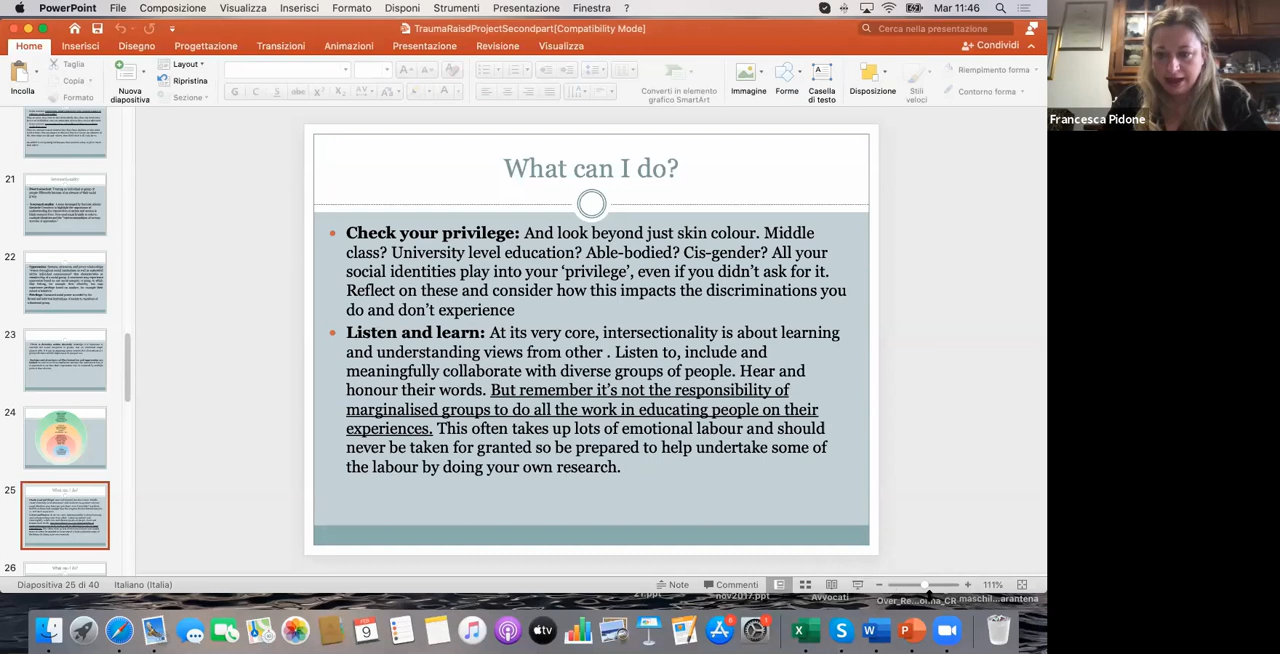 PowerPoint File Composizione Visualizza Inserisci Formato Disponi Strumenti Presentazione Finestra ? Mar 11:46
TraumaRaisdProjectSecondpart[Compatibility Mode] Cerca nella presentazione
Home Inserisci Disegno Progettazione Transizioni Animazioni Presentazione Revisione Visualizza Condividi
Taglia Layout Riempimento forma
Copia Ripristina
Incolla Formato Nuova diapositiva Sezione G C S abc Converti in elemento grafico SmartArt Immagine Forme Casella di testo Disposizione Stili veloci Contorno forma
Francesca Pidone
21
22
23
24
25
26
What can I do?
• Check your privilege: And look beyond just skin colour. Middle
class? University level education? Able-bodied? Cis-gender? All your
social identities play into your ‘privilege’, even if you didn’t ask for it.
Reflect on these and consider how this impacts the discriminations you
do and don’t experience
• Listen and learn: At its very core, intersectionality is about learning
and understanding views from other . Listen to, include and
meaningfully collaborate with diverse groups of people. Hear and
honour their words. But remember it’s not the responsibility of
marginalised groups to do all the work in educating people on their
experiences. This often takes up lots of emotional labour and should
never be taken for granted so be prepared to help undertake some of
the labour by doing your own research.
Diapositiva 25 di 40 Italiano (Italia) Note Commenti 111%
nov2017.ppt Avvocati
FEB
9